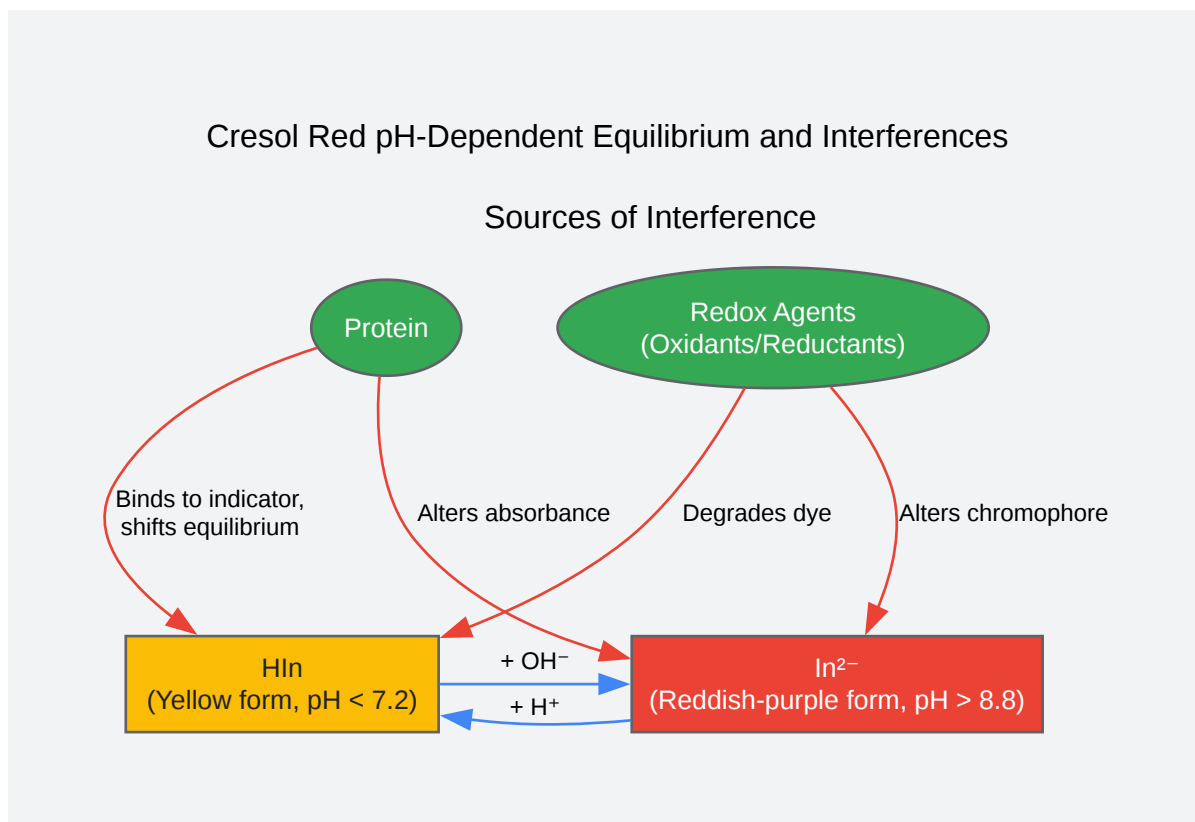 Cresol Red pH-Dependent Equilibrium and Interferences
Sources of Interference
Protein
Redox Agents
(Oxidants/Reductants)
Binds to indicator,
shifts equilibrium
Alters absorbance
Degrades dye
Alters chromophore
HIn
(Yellow form, pH < 7.2)
+ OH⁻
+ H⁺
In²⁻
(Reddish-purple form, pH > 8.8)